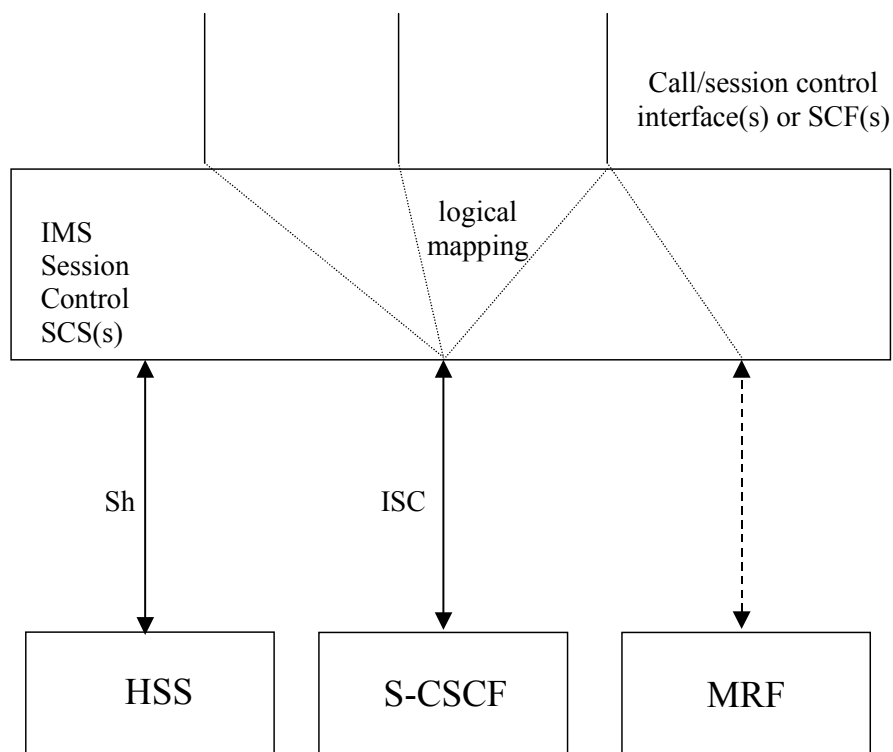 Call/session control
interface(s) or SCF(s)
logical
mapping
IMS
Session
Control
SCS(s)
Sh
ISC
HSS
S-CSCF
MRF